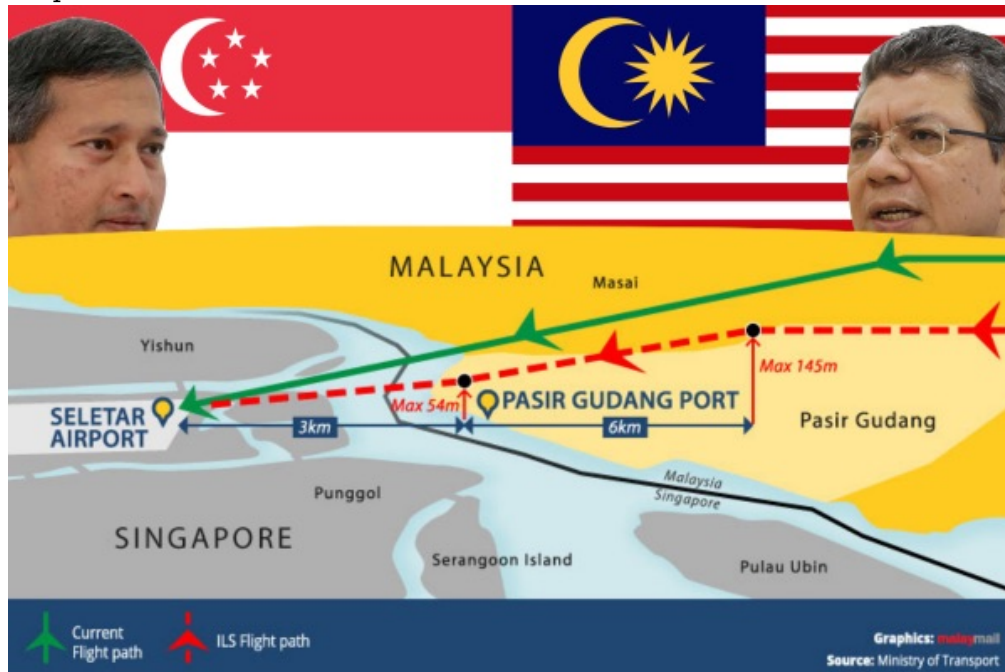 MALAYSIA
Masai
Yishun
Max 145m
SELETAR
AIRPORT
Max 54m
PASIR GUDANG PORT
3km
6km
Pasir Gudang
Punggol
Malaysia
Singapore
SINGAPORE
Serangoon Island
Pulau Ubin
Current
Flight path
ILS Flight path
Graphics: malaymail
Source: Ministry of Transport